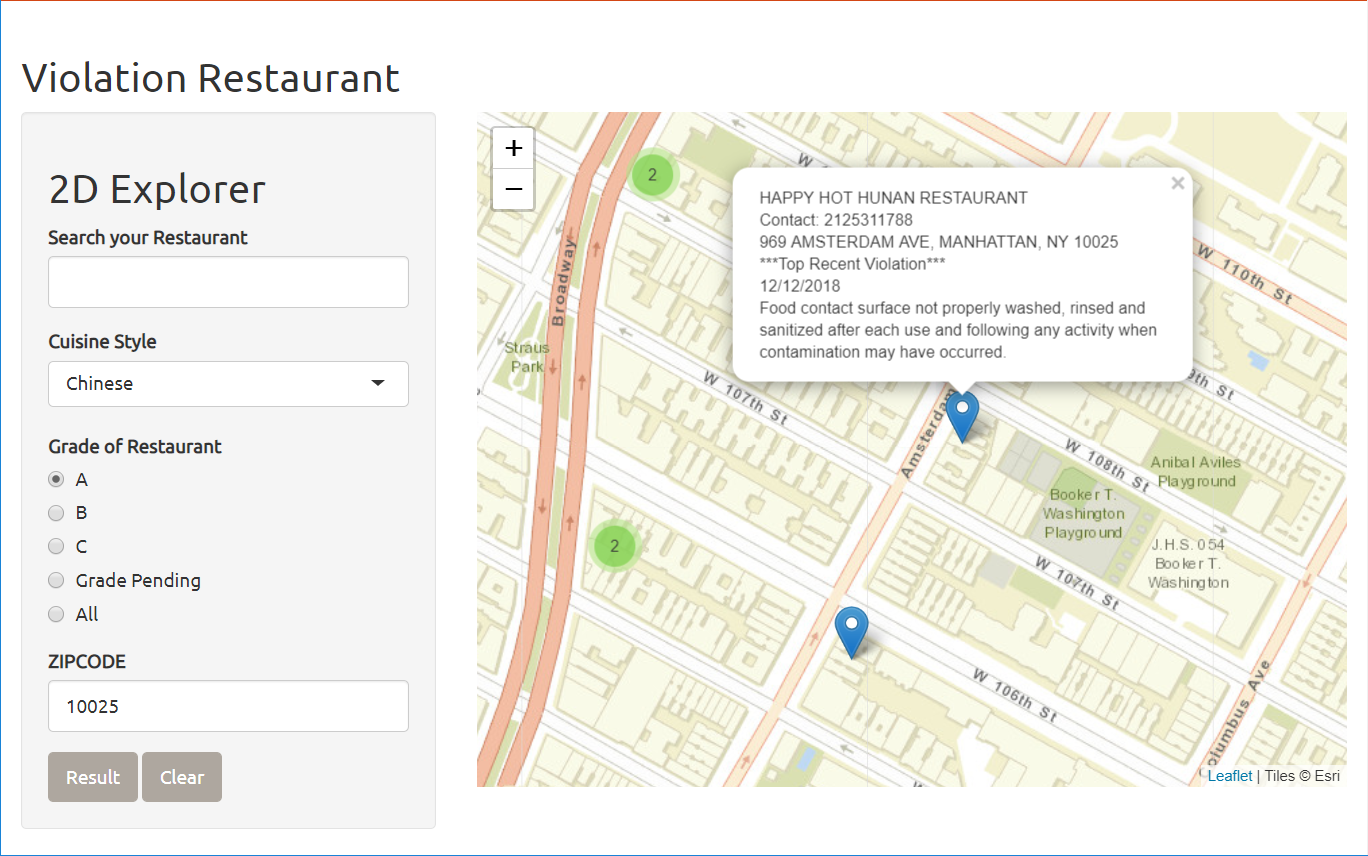 Violation Restaurant
2D Explorer
Search your Restaurant
Cuisine Style
Chinese
Grade of Restaurant
A
B
C
Grade Pending
All
ZIPCODE
10025
Result Clear
+
−
2
HAPPY HOT HUNAN RESTAURANT
×
Contact: 2125311788
969 AMSTERDAM AVE, MANHATTAN, NY 10025
***Top Recent Violation***
12/12/2018
Food contact surface not properly washed, rinsed and
sanitized after each use and following any activity when
contamination may have occurred.
W 110th St
Broadway
Straus
Park
W 107th St
9th St
Amsterdam
W 108th St
Anibal Aviles
Playground
Booker T.
Washington
Playground
2
J.H.S. 054
Booker T.
Washington
W 107th St
W 106th St
olumbus Ave
Leaflet | Tiles © Esri